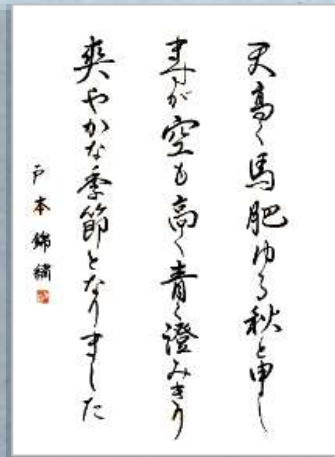 天高く馬肥ゆる秋と申し
ますが空も高く青く澄みきり
爽やかな季節となりました
戸本錦繍